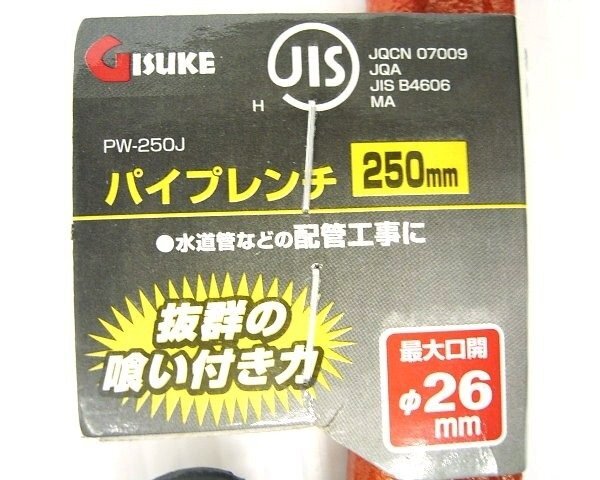 GISUKE
JIS
H
JQCN 07009
JQA
JIS B4606
MA
PW-250J
パイプレンチ 250mm
●水道管などの配管工事に
抜群の
喰い付き力
最大口開
φ26
mm